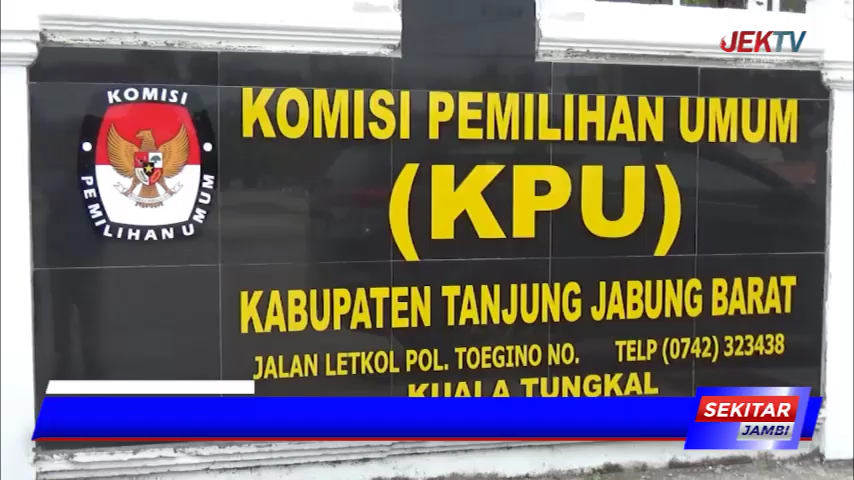 JEKTV
KOMISI
PEMILIHAN UMUM
KOMISI PEMILIHAN UMUM
(KPU)
KABUPATEN TANJUNG JABUNG BARAT
JALAN LETKOL POL. TOEGINO NO. TELP (0742) 323438
KUALA TUNGKAL
SEKITAR
JAMBI